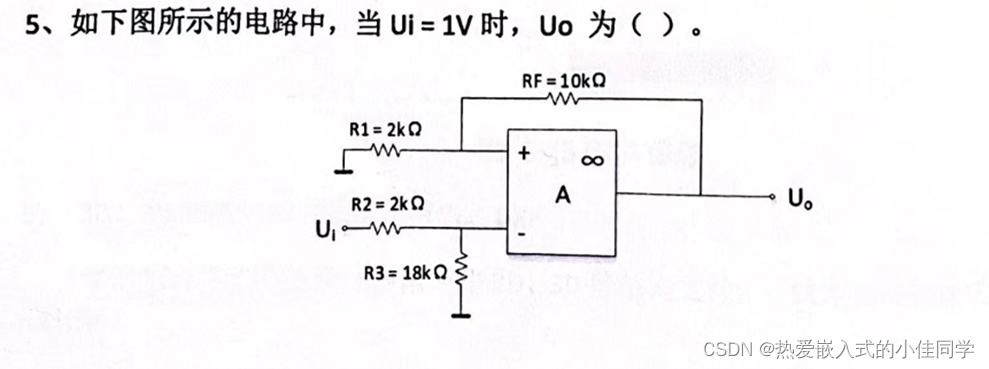 5、如下图所示的电路中，当 Ui = 1V 时，Uo 为（ ）。
RF = 10kΩ
R1 = 2kΩ
+
∞
A
R2 = 2kΩ
Ui
Uo
-
R3 = 18kΩ
CSDN @热爱嵌入式的小佳同学